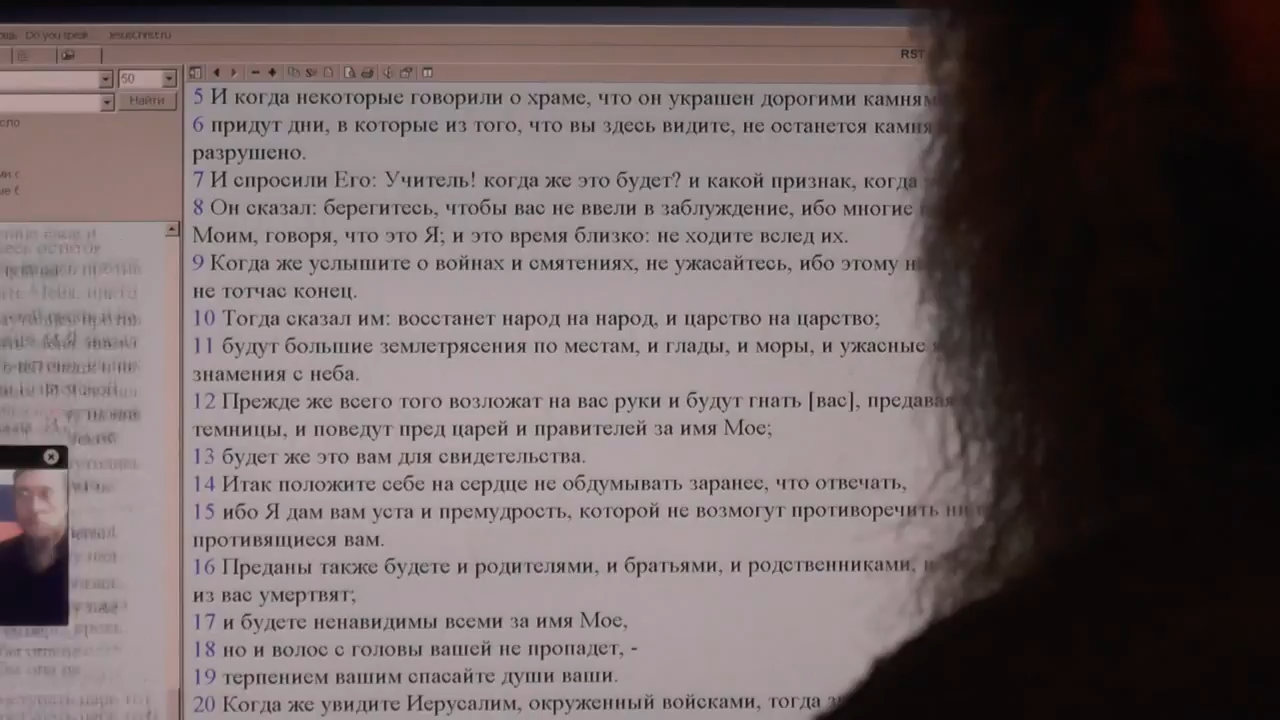 Do you speak JesusChrist.ru
RST
50
Найти
5 И когда некоторые говорили о храме, что он украшен дорогими
6 придут дни, в которые из того, что вы здесь видите, не останется камня
разрушено.
7 И спросили Его: Учитель! когда же это будет? и какой признак, когда
8 Он сказал: берегитесь, чтобы вас не ввели в заблуждение, ибо многие
Моим, говоря, что это Я; и это время близко: не ходите вслед их.
9 Когда же услышите о войнах и смятениях, не ужасайтесь, ибо этому
не тотчас конец.
10 Тогда сказал им: восстанет народ на народ, и царство на царство;
11 будут большие землетрясения по местам, и глады, и моры, и ужасные
знамения с неба.
12 Прежде же всего того возложат на вас руки и будут гнать [вас], предавая
темницы, и поведут пред царей и правителей за имя Мое;
13 будет же это вам для свидетельства.
14 Итак положите себе на сердце не обдумывать заранее, что отвечать,
15 ибо Я дам вам уста и премудрость, которой не возмогут противоречить
противящиеся вам.
16 Преданы также будете и родителями, и братьями, и родственниками,
из вас умертвят;
17 и будете ненавидимы всеми за имя Мое,
18 но и волос с головы вашей не пропадет, -
19 терпением вашим спасайте души ваши.
20 Когда же увидите Иерусалим, окруженный войсками, тогда